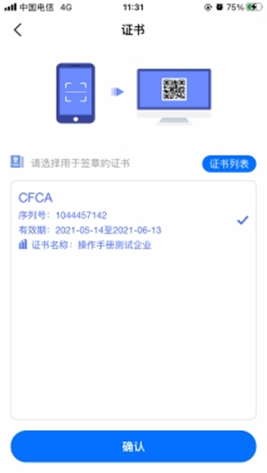 中国电信 4G 11:31 75%
证书
请选择用于签章的证书 证书列表
CFCA
序列号：1044457142
有效期：2021-05-14至2021-06-13
证书名称：操作手册测试企业
确认